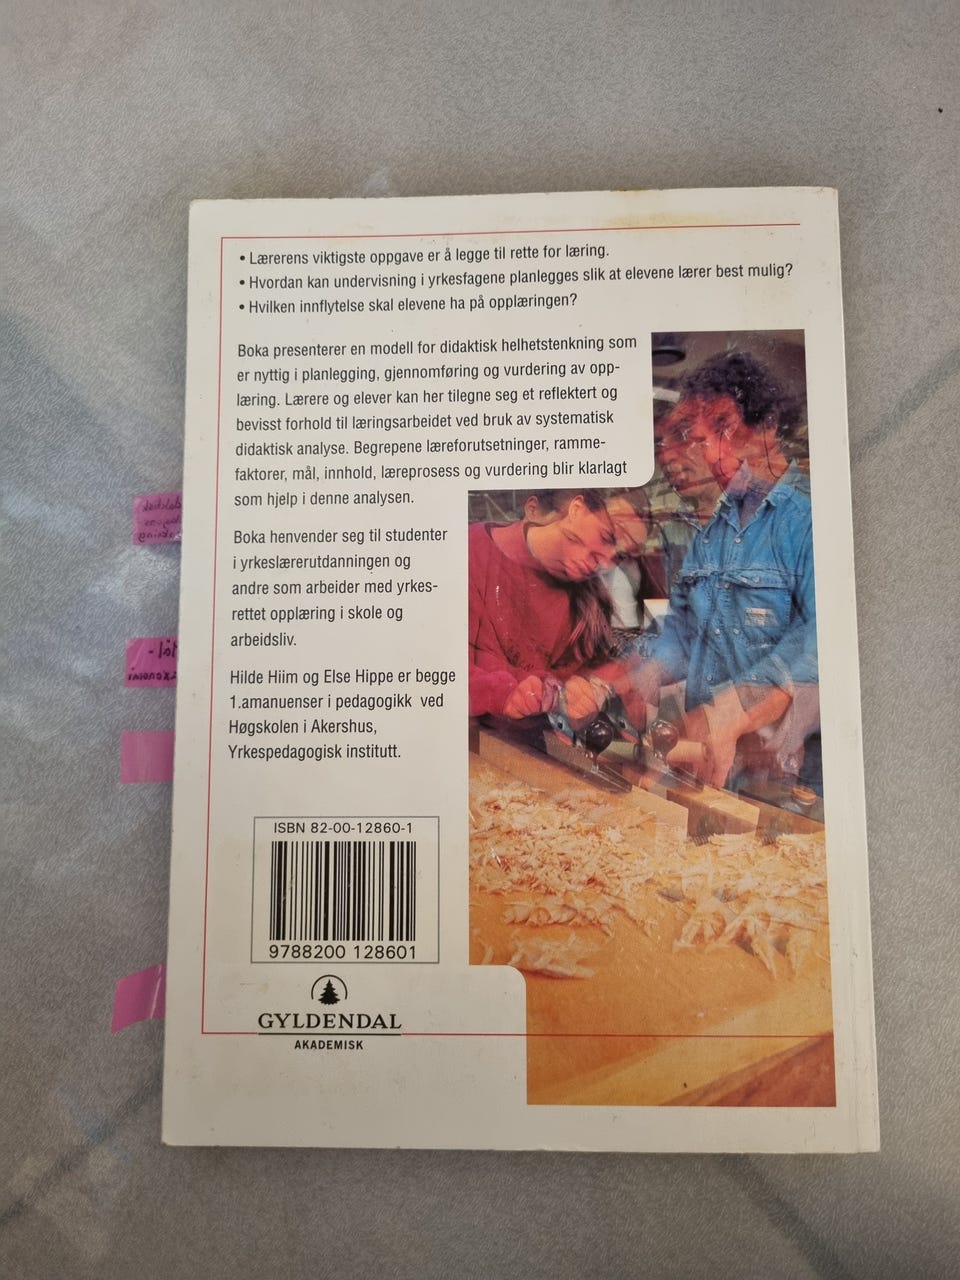 • Lærerens viktigste oppgave er å legge til rette for læring.
• Hvordan kan undervisning i yrkesfagene planlegges slik at elevene lærer best mulig?
• Hvilken innflytelse skal elevene ha på opplæringen?
Boka presenterer en modell for didaktisk helhetstenkning som
er nyttig i planlegging, gjennomføring og vurdering av opp-
læring. Lærere og elever kan her tilegne seg et reflektert og
bevisst forhold til læringsarbeidet ved bruk av systematisk
didaktisk analyse. Begrepene læreforutsetninger, ramme-
faktorer, mål, innhold, læreprosess og vurdering blir klarlagt
som hjelp i denne analysen.
Boka henvender seg til studenter
i yrkeslærerutdanningen og
andre som arbeider med yrkes-
rettet opplæring i skole og
arbeidsliv.
Hilde Hiim og Else Hippe er begge
1.amanuenser i pedagogikk ved
Høgskolen i Akershus,
Yrkespedagogisk institutt.
ISBN 82-00-12860-1
9788200 128601
GYLDENDAL
AKADEMISK